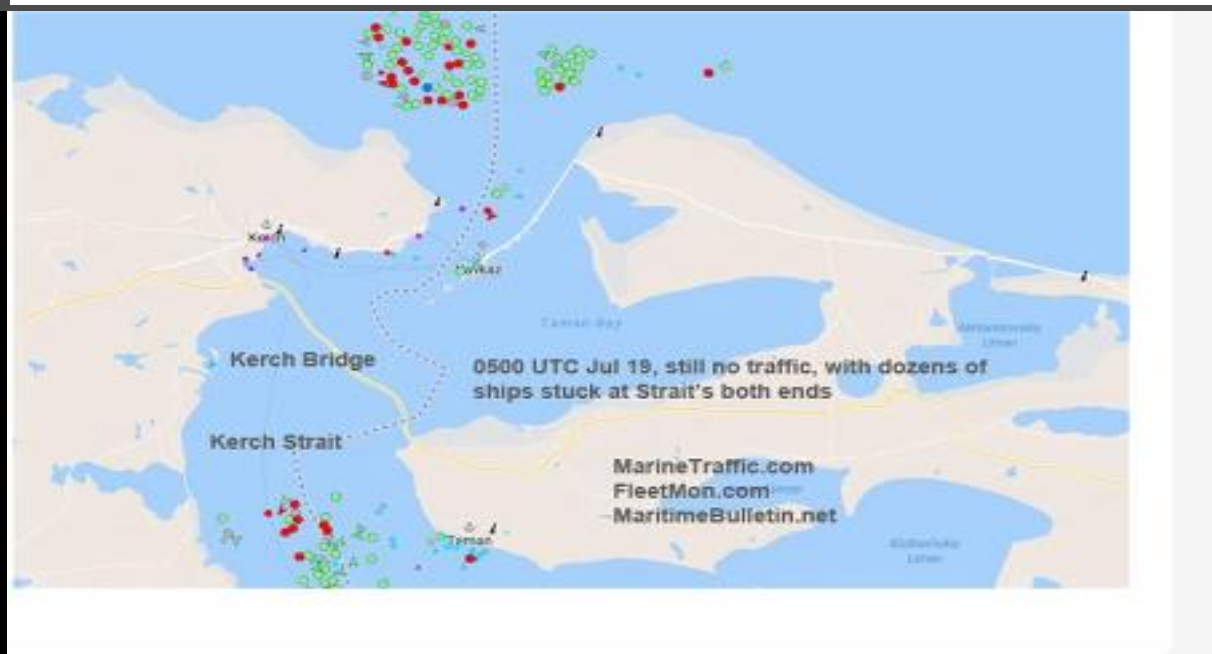 Kerch
Kavkaz
Taman Bay
Kerch Bridge
0500 UTC Jul 19, still no traffic, with dozens of
ships stuck at Strait's both ends
Kerch Strait
MarineTraffic.com
FleetMon.com
MaritimeBulletin.net
Taman
Liman